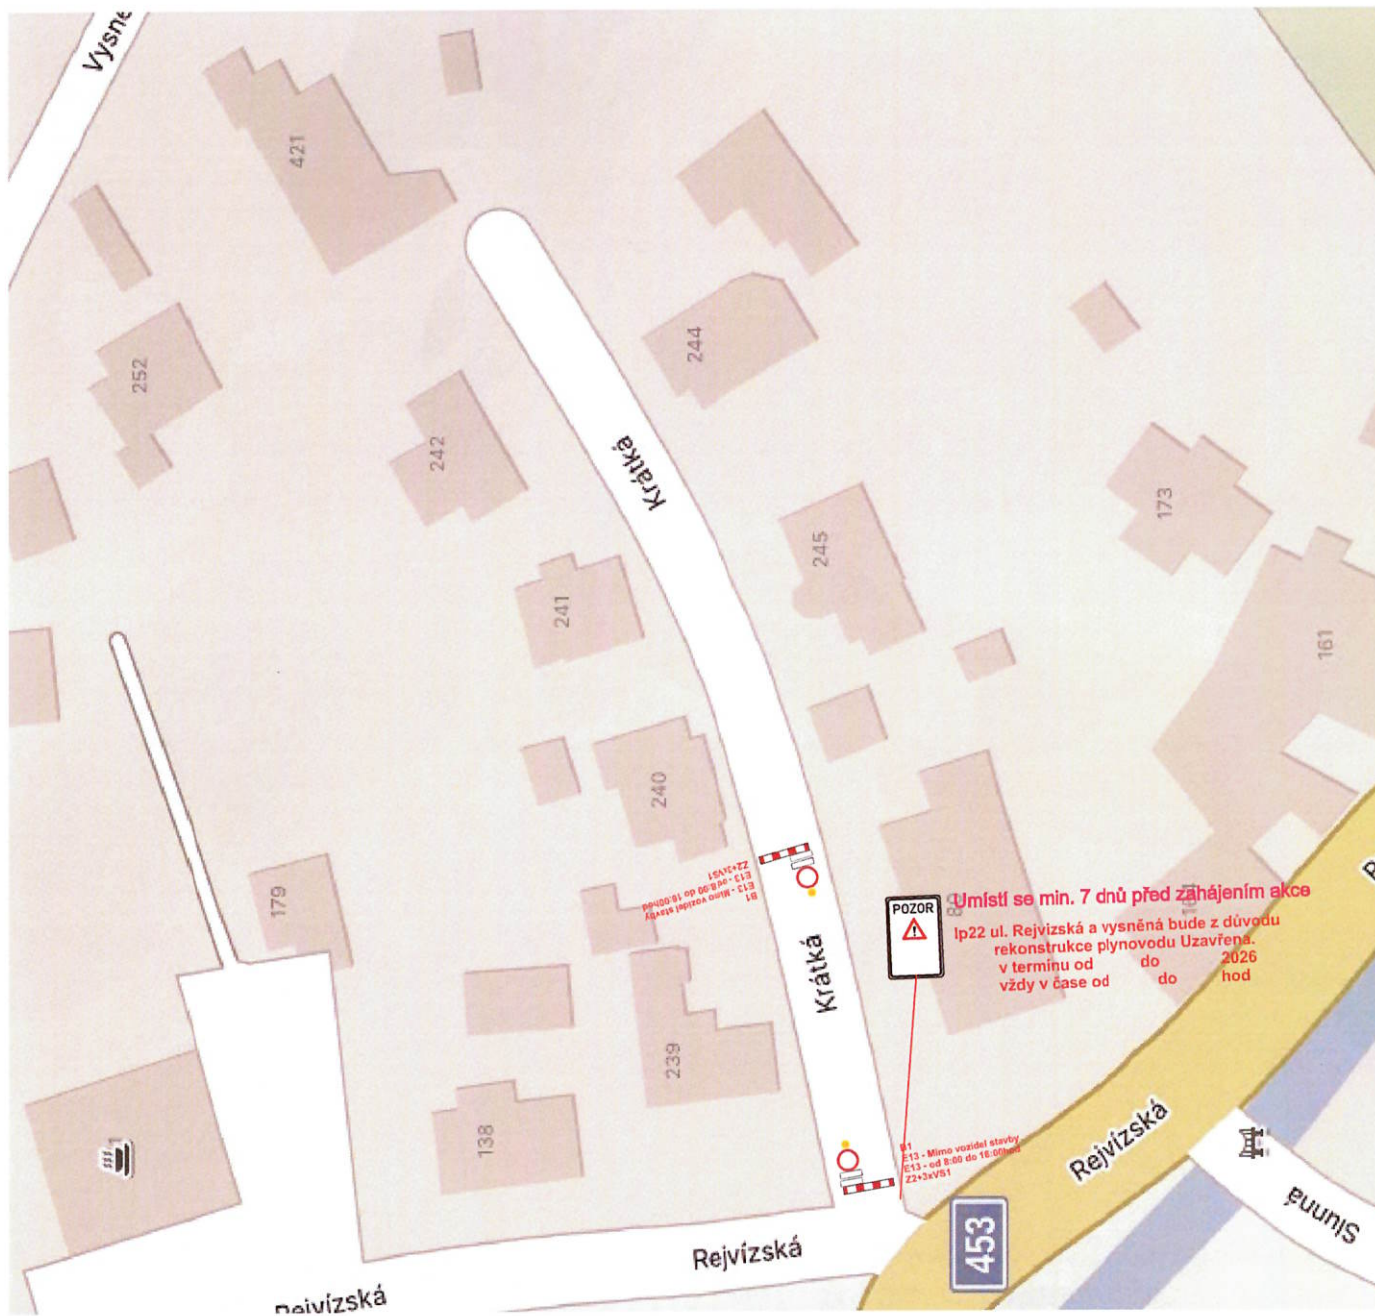 Vysně
421
252
242
244
Krátká
241
245
173
161
240
179
B1
E13 - Mimo vozidel stavby
E13 - od 8:00 do 16:00hod
Z2+3xVS1
POZOR
Umístí se min. 7 dnů před zahájením akce
Ip22 ul. Rejvízská a vysněná bude z důvodu
rekonstrukce plynovodu Uzavřena.
v termínu od do 2026
vždy v čase od do hod
Krátká
239
138
1
B1
E13 - Mimo vozidel stavby
E13 - od 8:00 do 16:00hod
Z2+3xVS1
Rejvízská
Rejvízská
Rejvízská
453
Slunná
R